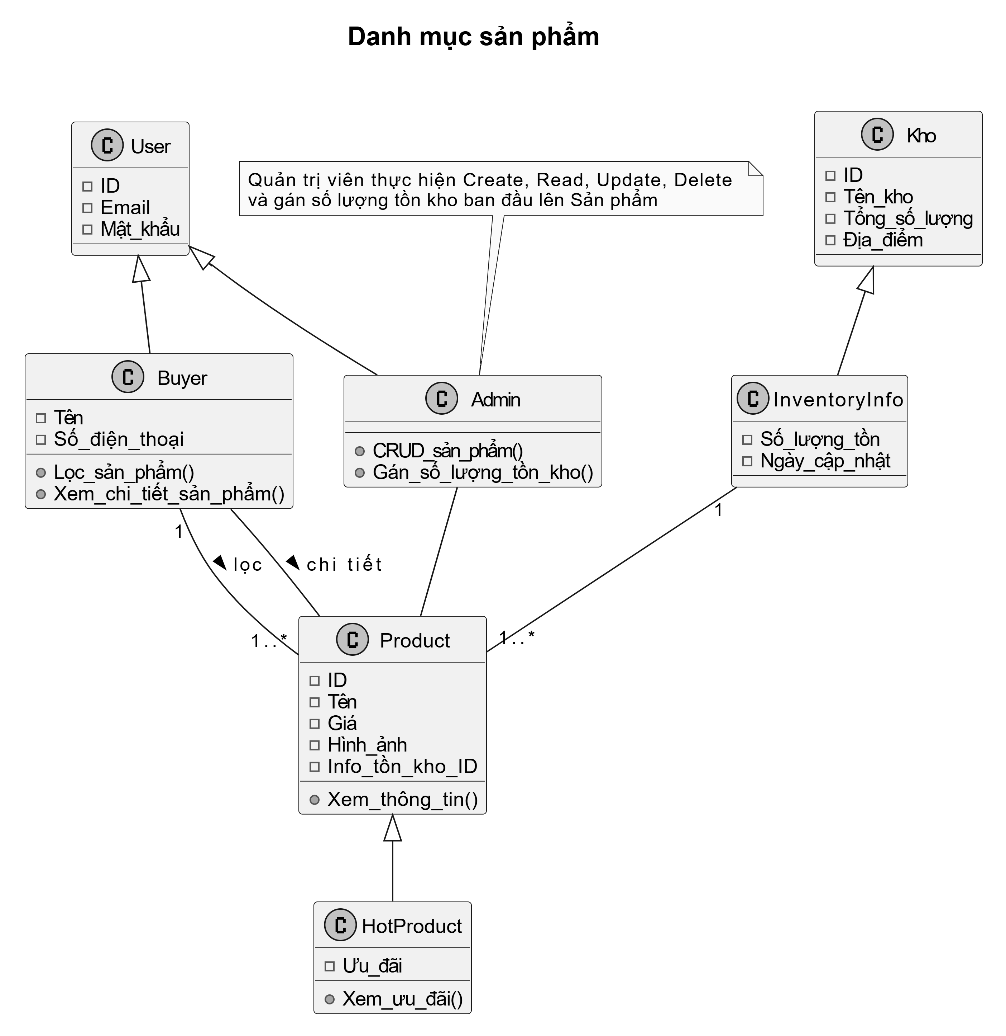 Danh mục sản phẩm
C User
ID
Email
Mật_khẩu
Quản trị viên thực hiện Create, Read, Update, Delete
và gán số lượng tồn kho ban đầu lên Sản phẩm
C Kho
ID
Tên_kho
Tổng_số_lượng
Địa_điểm
C Buyer
Tên
Số_điện_thoại
Lọc_sản_phẩm()
Xem_chi_tiết_sản_phẩm()
C Admin
CRUD_sản_phẩm()
Gán_số_lượng_tồn_kho()
C InventoryInfo
Số_lượng_tồn
Ngày_cập_nhật
1
1
lọc
chi tiết
1..*
1..*
C Product
ID
Tên
Giá
Hình_ảnh
Info_tồn_kho_ID
Xem_thông_tin()
C HotProduct
Ưu_đãi
Xem_ưu_đãi()